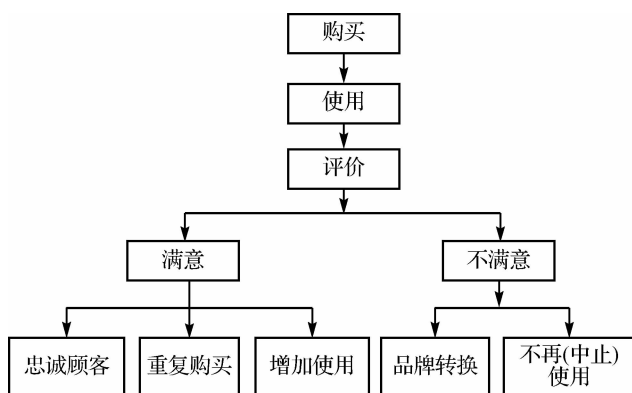 购买
使用
评价
满意
不满意
忠诚顾客
重复购买
增加使用
品牌转换
不再(中止)
使用